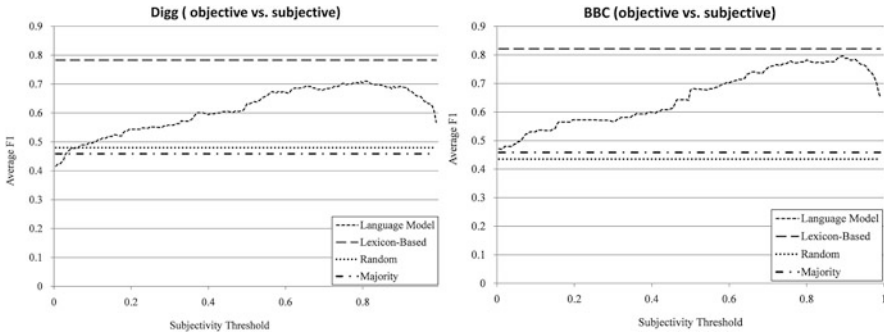 Digg ( objective vs. subjective)
0.9
0.8
0.7
0.6
0.5
0.4
0.3
0.2
0.1
0
Average F1
0
0.2
0.4
0.6
0.8
Subjectivity Threshold
Language Model
Lexicon-Based
Random
Majority
BBC (objective vs. subjective)
0.9
0.8
0.7
0.6
0.5
0.4
0.3
0.2
0.1
0
Average F1
0
0.2
0.4
0.6
0.8
1
Subjectivity Threshold
Language Model
Lexicon-Based
Random
Majority